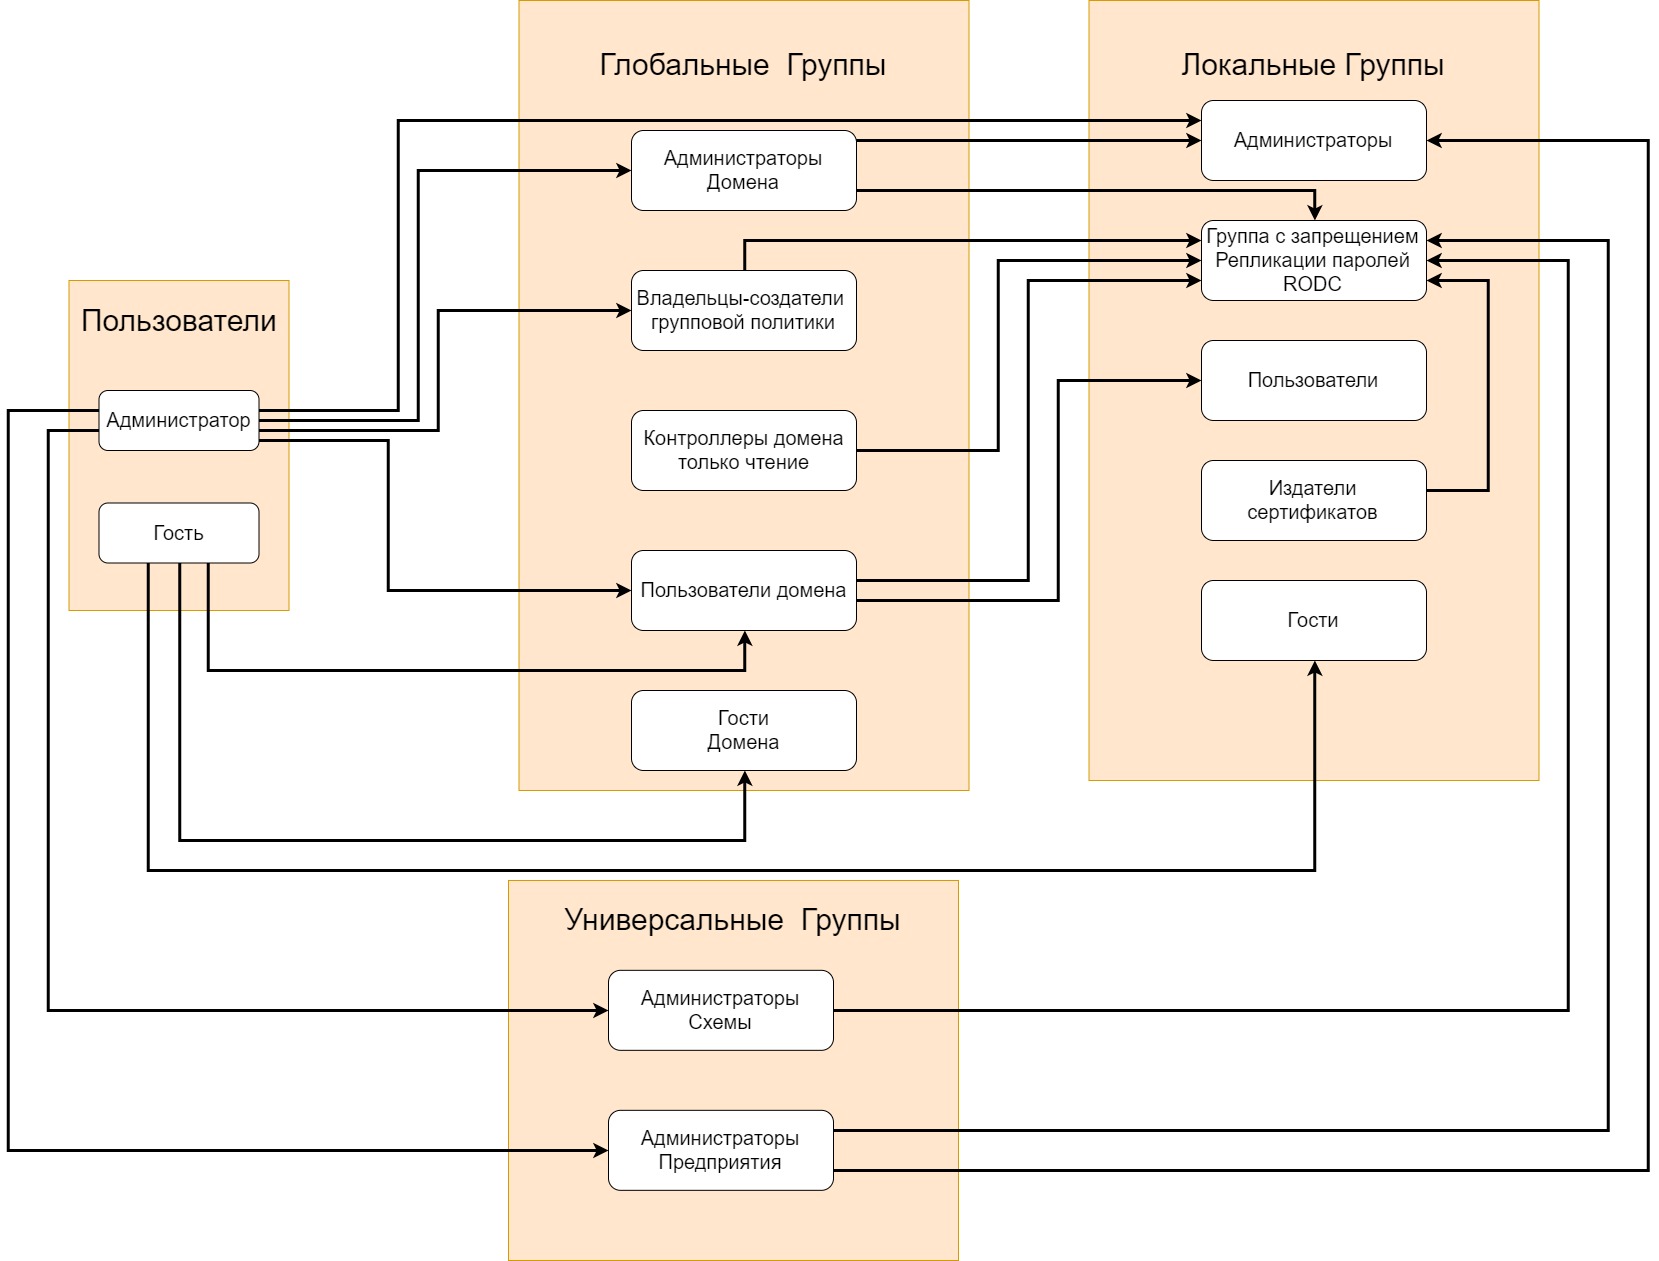 Пользователи
Администратор
Гость
Глобальные Группы
Администраторы
Домена
Владельцы-создатели
групповой политики
Контроллеры домена
только чтение
Пользователи домена
Гости
Домена
Локальные Группы
Администраторы
Группа с запрещением
Репликации паролей
RODC
Пользователи
Издатели
сертификатов
Гости
Универсальные Группы
Администраторы
Схемы
Администраторы
Предприятия